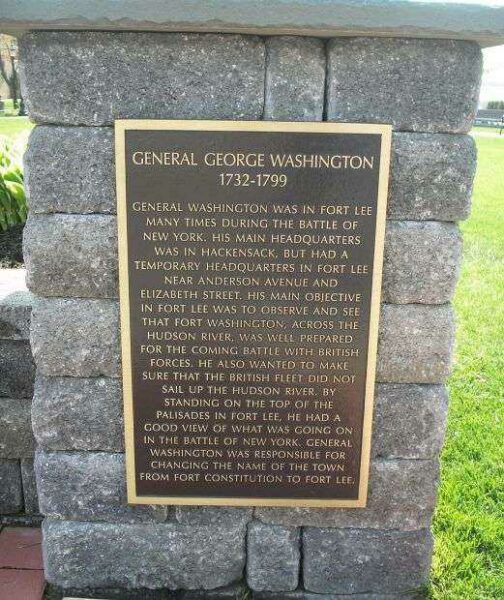 GENERAL GEORGE WASHINGTON
1732-1799
GENERAL WASHINGTON WAS IN FORT LEE
MANY TIMES DURING THE BATTLE OF
NEW YORK. HIS MAIN HEADQUARTERS
WAS IN HACKENSACK, BUT HAD A
TEMPORARY HEADQUARTERS IN FORT LEE
NEAR ANDERSON AVENUE AND
ELIZABETH STREET. HIS MAIN OBJECTIVE
IN FORT LEE WAS TO OBSERVE AND SEE
THAT FORT WASHINGTON, ACROSS THE
HUDSON RIVER, WAS WELL PREPARED
FOR THE COMING BATTLE WITH BRITISH
FORCES. HE ALSO WANTED TO MAKE
SURE THAT THE BRITISH FLEET DID NOT
SAIL UP THE HUDSON RIVER. BY
STANDING ON THE TOP OF THE
PALISADES IN FORT LEE, HE HAD A
GOOD VIEW OF WHAT WAS GOING ON
IN THE BATTLE OF NEW YORK. GENERAL
WASHINGTON WAS RESPONSIBLE FOR
CHANGING THE NAME OF THE TOWN
FROM FORT CONSTITUTION TO FORT LEE.